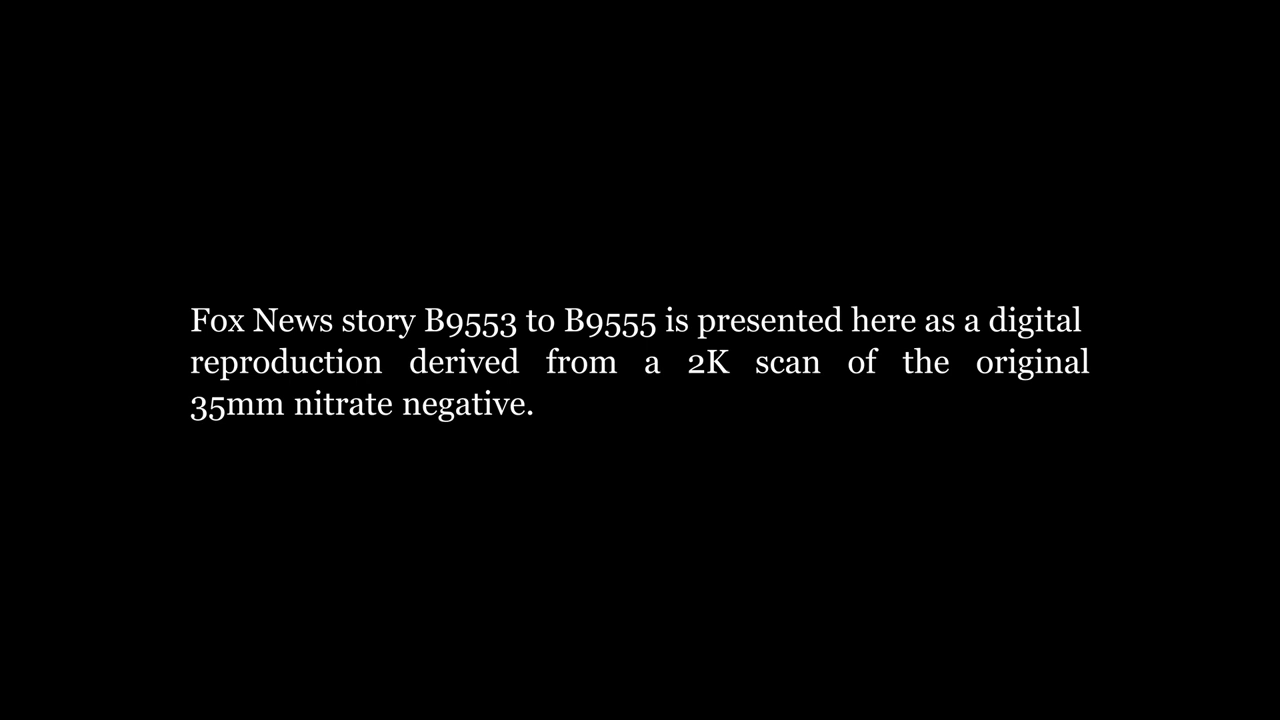 Fox News story B9553 to B9555 is presented here as a digital
reproduction derived from a 2K scan of the original
35mm nitrate negative.